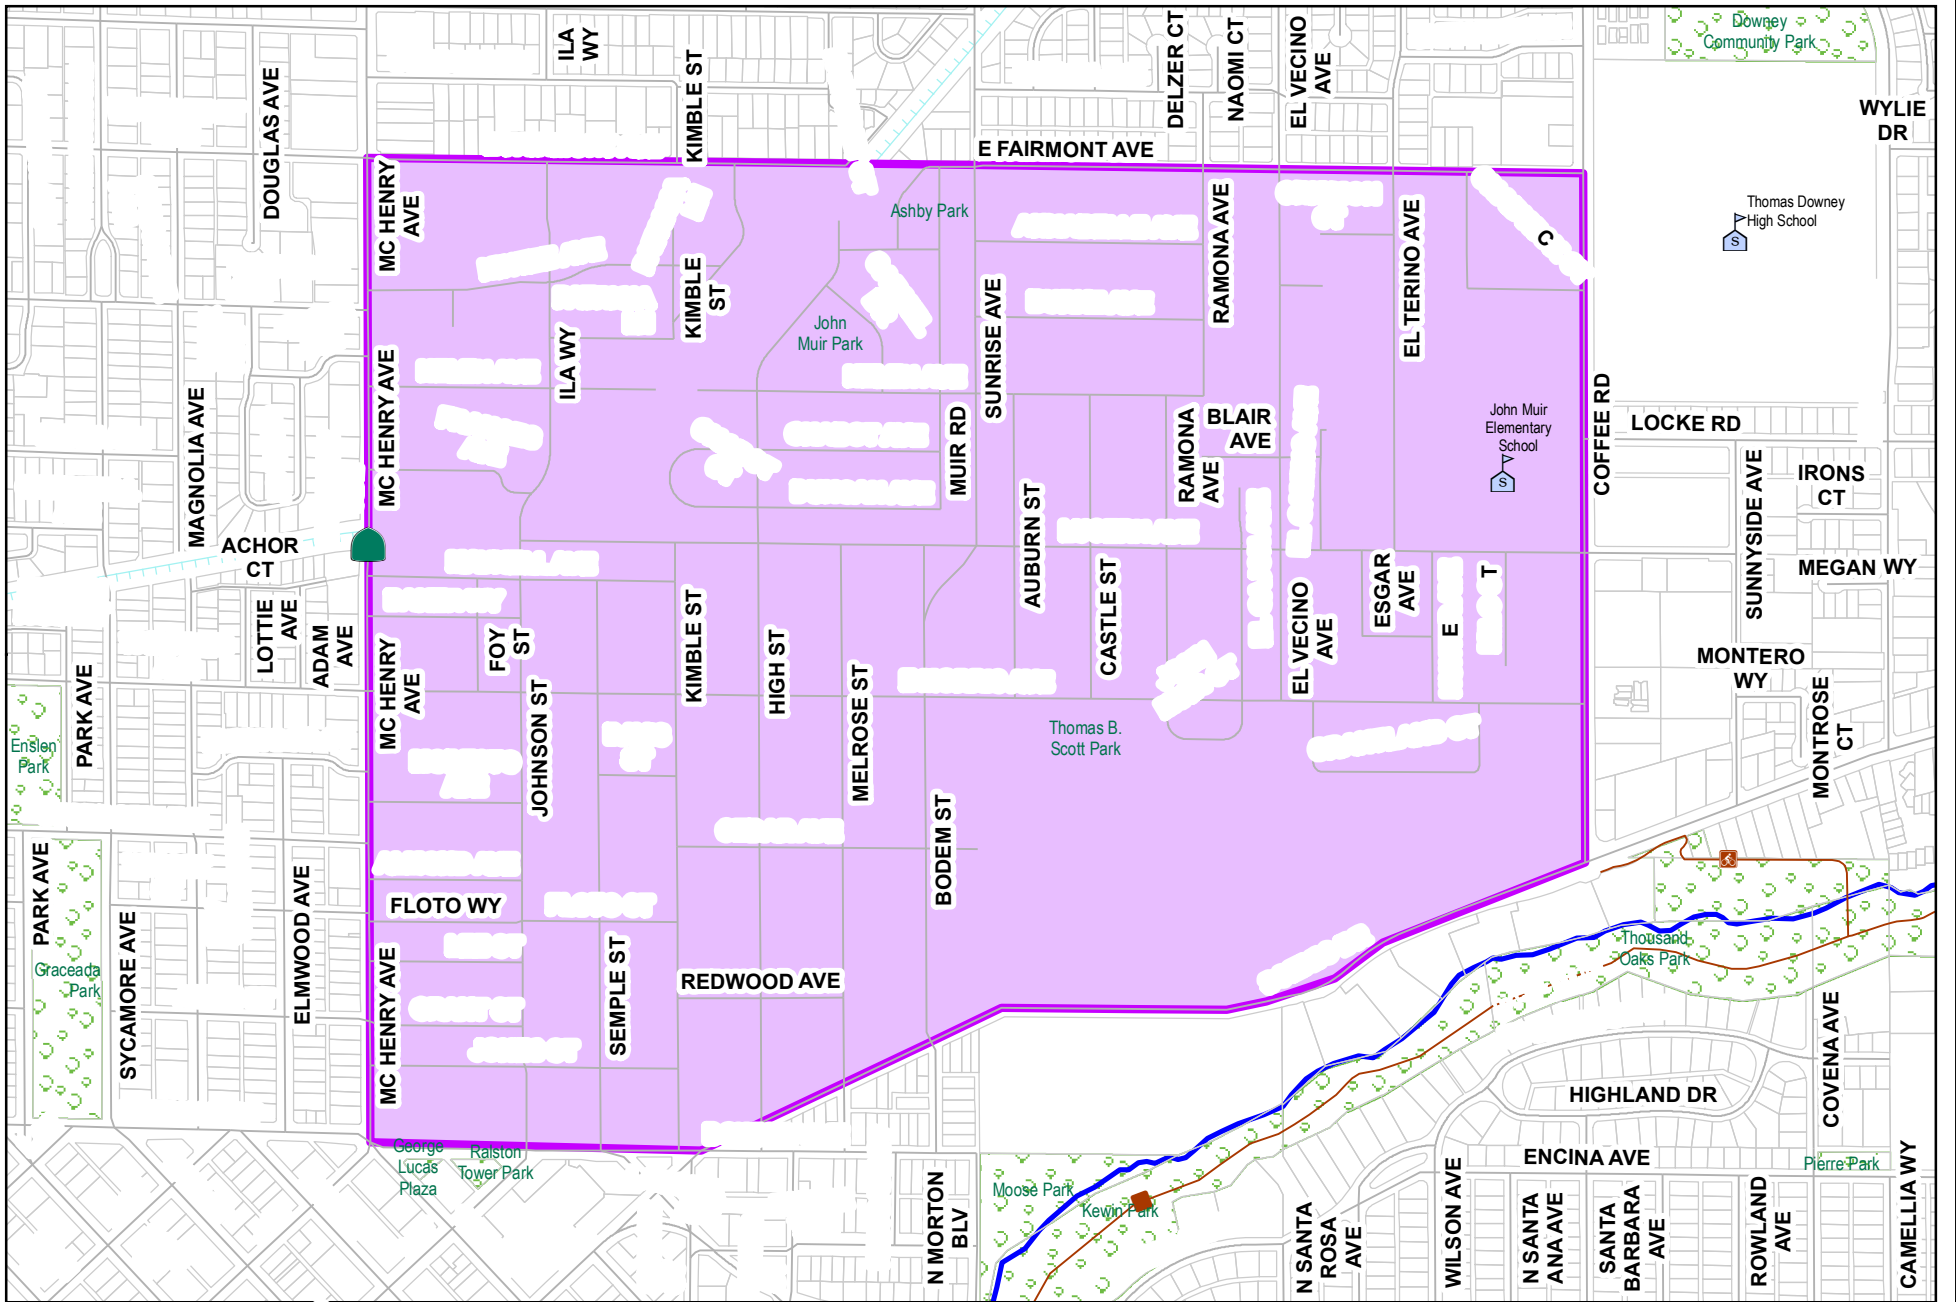 ILA
WY
KIMBLE ST
DELZER CT
NAOMI CT
EL VECINO
AVE
Downey
Community Park
WYLIE
DR
DOUGLAS AVE
E FAIRMONT AVE
MC HENRY
AVE
Ashby Park
RAMONA AVE
EL TERINO AVE
C
Thomas Downey
High School
S
KIMBLE
ST
John
Muir Park
SUNRISE AVE
ILA WY
MC HENRY AVE
MAGNOLIA AVE
MUIR RD
RAMONA
AVE
BLAIR
AVE
John Muir
Elementary
School
S
COFFEE RD
LOCKE RD
IRONS
CT
SUNNYSIDE AVE
MEGAN WY
ACHOR
CT
LOTTIE
AVE
ADAM
AVE
AUBURN ST
CASTLE ST
EL VECINO
AVE
ESGAR
AVE
E
T
FOY
ST
KIMBLE ST
HIGH ST
MELROSE ST
MC HENRY
AVE
PARK AVE
JOHNSON ST
Enslen
Park
Thomas B.
Scott Park
MONTERO
WY
MONTROSE
CT
BODEM ST
PARK AVE
SYCAMORE AVE
ELMWOOD AVE
FLOTO WY
MC HENRY AVE
SEMPLE ST
REDWOOD AVE
Graceada
Park
Thousand
Oaks Park
COVENA AVE
HIGHLAND DR
George
Lucas
Plaza
Ralston
Tower Park
N MORTON
BLV
Moose Park
Kewin Park
N SANTA
ROSA
AVE
WILSON AVE
ENCINA AVE
N SANTA
ANA AVE
SANTA
BARBARA
AVE
ROWLAND
AVE
Pierre Park
CAMELLIA WY